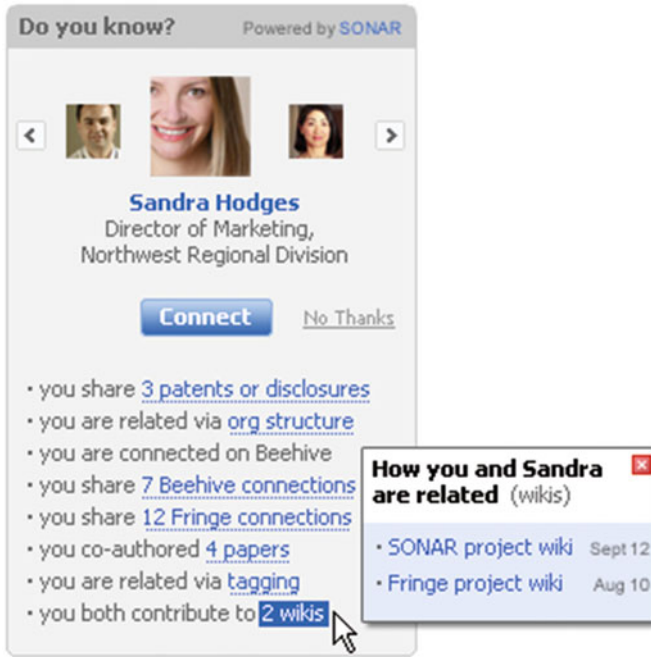 Do you know? Powered by SONAR
Sandra Hodges
Director of Marketing,
Northwest Regional Division
Connect No Thanks
• you share 3 patents or disclosures
• you are related via org structure
• you are connected on Beehive
• you share 7 Beehive connections
• you share 12 Fringe connections
• you co-authored 4 papers
• you are related via tagging
• you both contribute to 2 wikis
How you and Sandra
are related (wikis)
• SONAR project wiki Sept 12
• Fringe project wiki Aug 10